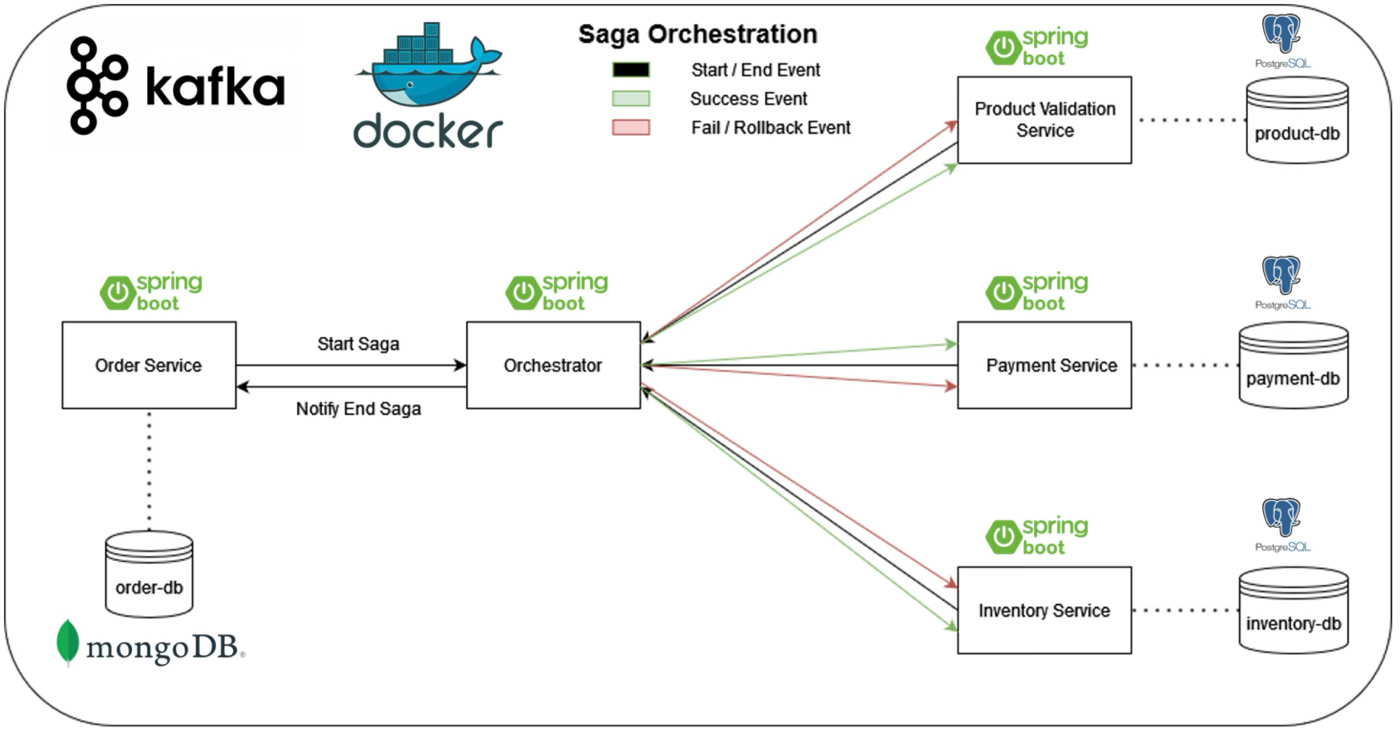 kafka
docker
Saga Orchestration
Start / End Event
Success Event
Fail / Rollback Event
spring
boot
Product Validation
Service
PostgreSQL
product-db
spring
boot
Order Service
Start Saga
Notify End Saga
spring
boot
Orchestrator
spring
boot
Payment Service
PostgreSQL
payment-db
order-db
mongoDB®
spring
boot
Inventory Service
PostgreSQL
inventory-db